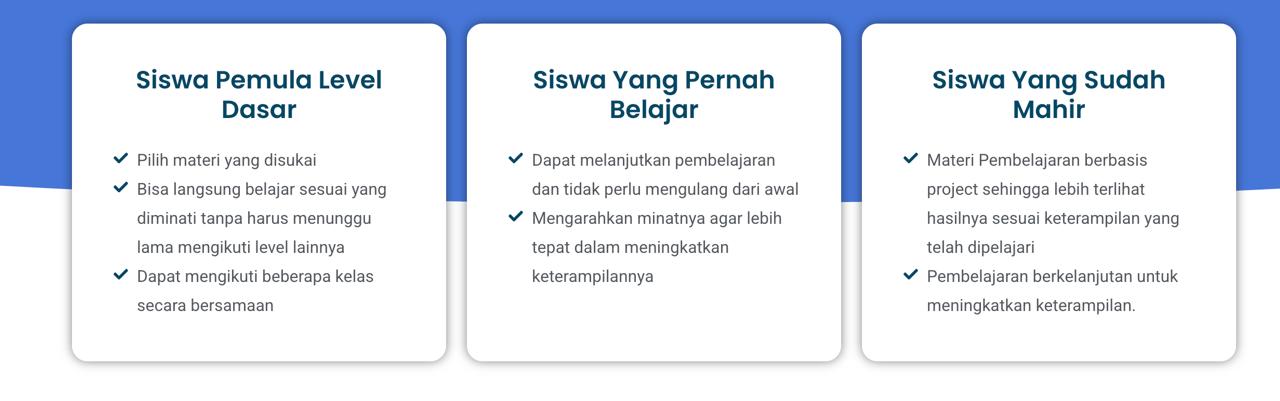 Siswa Pemula Level
Dasar
Pilih materi yang disukai
Bisa langsung belajar sesuai yang
diminati tanpa harus menunggu
lama mengikuti level lainnya
Dapat mengikuti beberapa kelas
secara bersamaan
Siswa Yang Pernah
Belajar
Dapat melanjutkan pembelajaran
dan tidak perlu mengulang dari awal
Mengarahkan minatnya agar lebih
tepat dalam meningkatkan
keterampilannya
Siswa Yang Sudah
Mahir
Materi Pembelajaran berbasis
project sehingga lebih terlihat
hasilnya sesuai keterampilan yang
telah dipelajari
Pembelajaran berkelanjutan untuk
meningkatkan keterampilan.